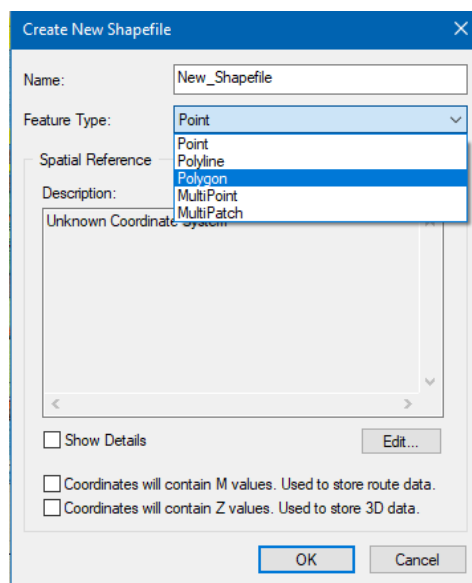 Create New Shapefile
Name:
New_Shapefile
Feature Type:
Point
Point
Polyline
Polygon
MultiPoint
MultiPatch
Spatial Reference
Description:
Unknown Coordinate System
Show Details
Edit...
Coordinates will contain M values. Used to store route data.
Coordinates will contain Z values. Used to store 3D data.
OK
Cancel